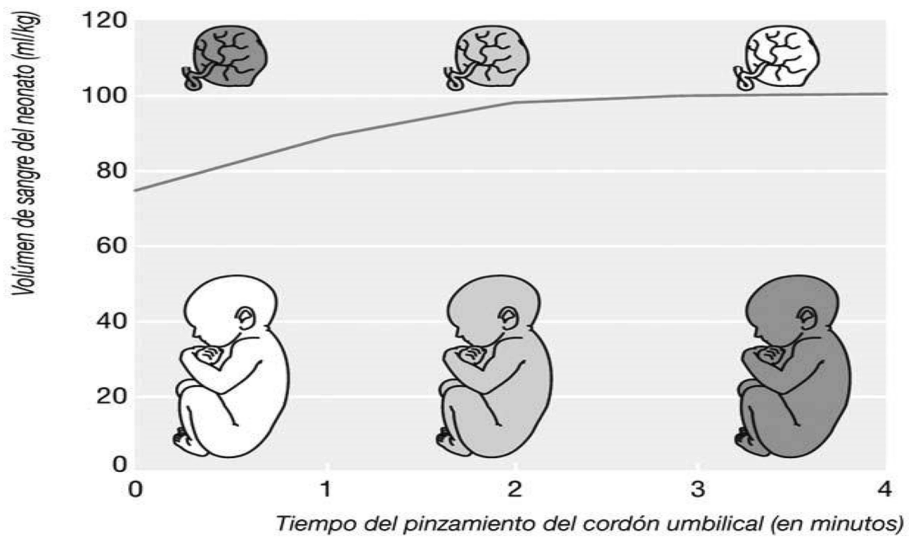 Volúmen de sangre del neonato (ml/kg)
120
100
80
60
40
20
0
0 1 2 3 4
Tiempo del pinzamiento del cordón umbilical (en minutos)